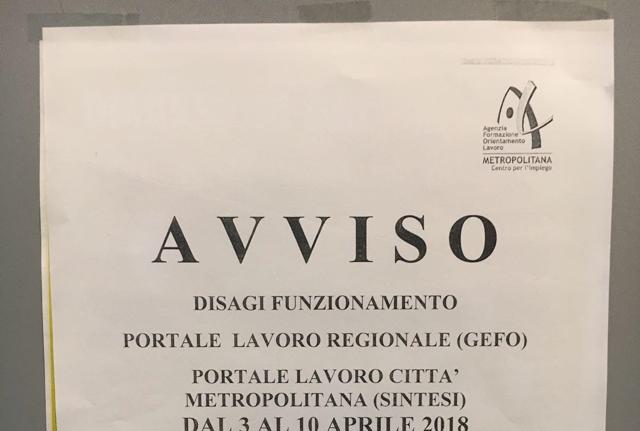 Agenzia
Formazione
Orientamento
Lavoro
METROPOLITANA
Centro per l'Impiego
AVVISO
DISAGI FUNZIONAMENTO
PORTALE LAVORO REGIONALE (GEFO)
PORTALE LAVORO CITTA'
METROPOLITANA (SINTESI)
DAL 3 AL 10 APRILE 2018